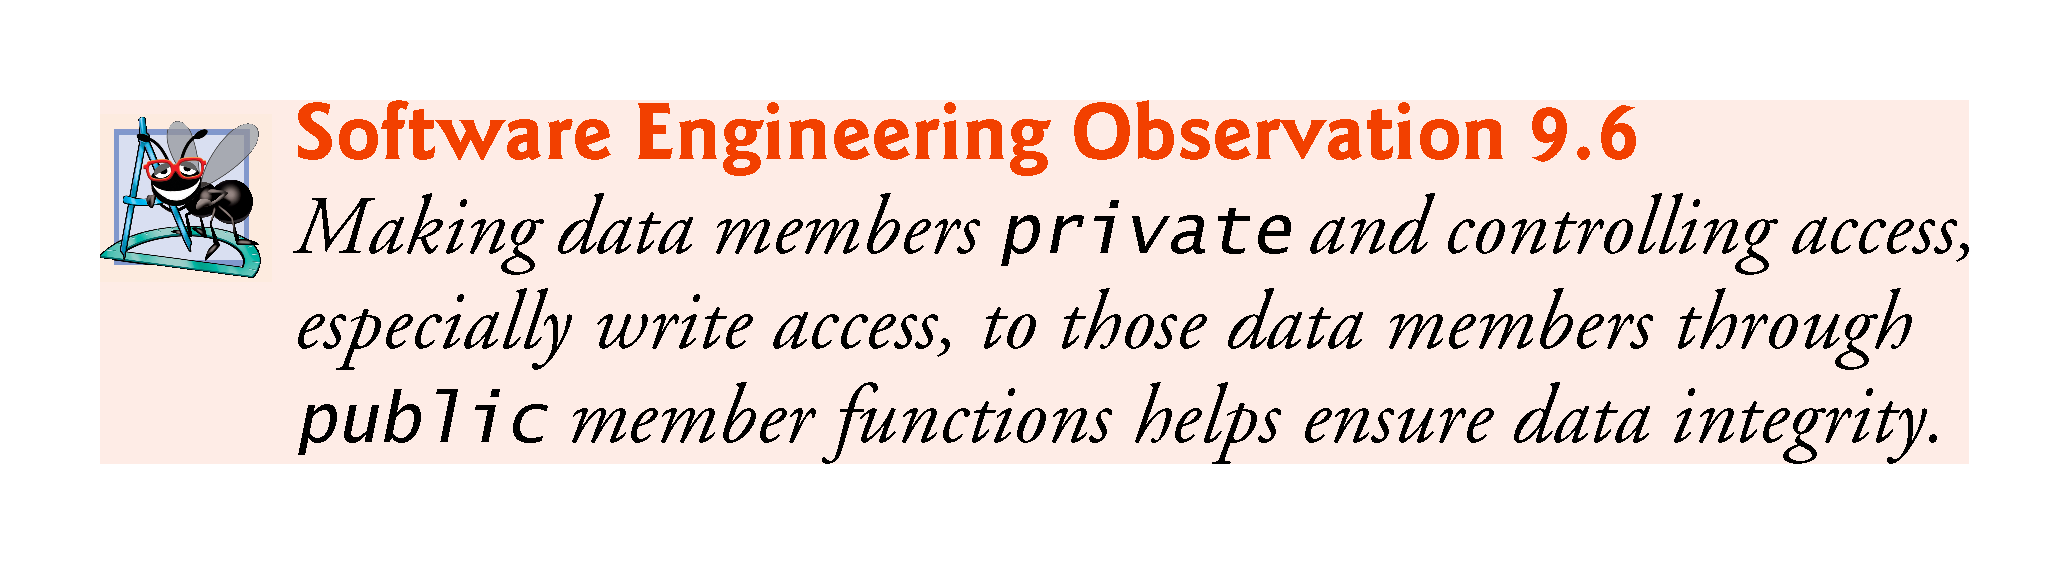 Software Engineering Observation 9.6
Making data members private and controlling access,
especially write access, to those data members through
public member functions helps ensure data integrity.